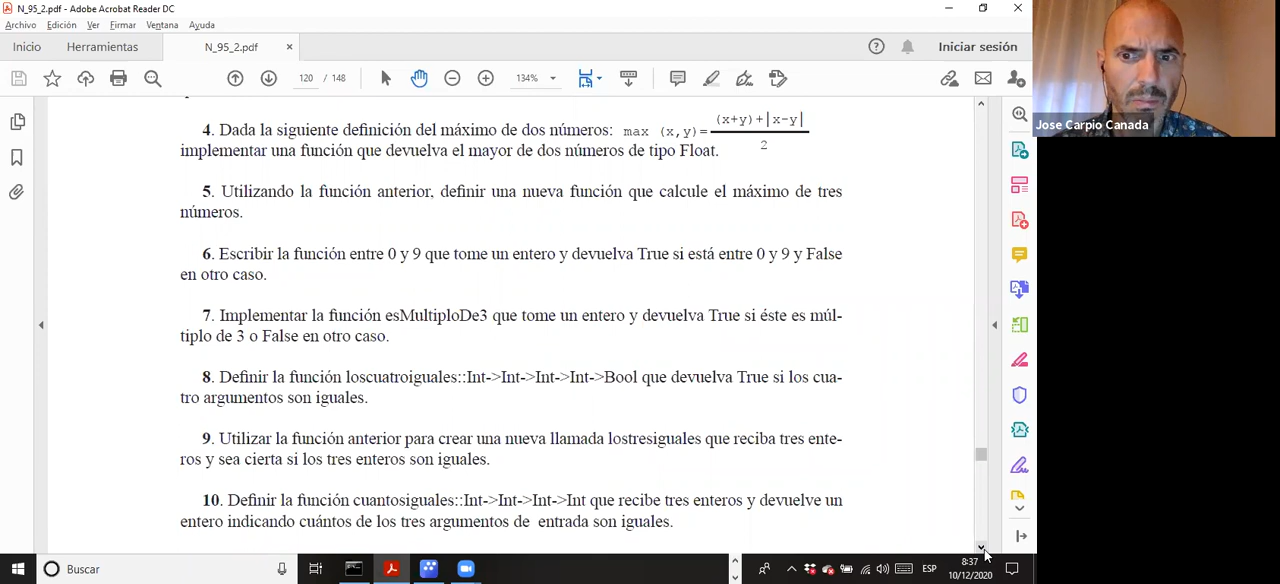 N_95_2.pdf - Adobe Acrobat Reader DC
Archivo Edición Ver Firmar Ventana Ayuda
Inicio Herramientas N_95_2.pdf × Iniciar sesión
120 / 148 134%
4. Dada la siguiente definición del máximo de dos números: max (x,y)=
(x+y)+|x-y|
2
implementar una función que devuelva el mayor de dos números de tipo Float.
5. Utilizando la función anterior, definir una nueva función que calcule el máximo de tres
números.
6. Escribir la función entre 0 y 9 que tome un entero y devuelva True si está entre 0 y 9 y False
en otro caso.
7. Implementar la función esMultiploDe3 que tome un entero y devuelva True si éste es múl-
tiplo de 3 o False en otro caso.
8. Definir la función loscuatroiguales::Int->Int->Int->Int->Bool que devuelva True si los cua-
tro argumentos son iguales.
9. Utilizar la función anterior para crear una nueva llamada lostresiguales que reciba tres ente-
ros y sea cierta si los tres enteros son iguales.
10. Definir la función cuantosiguales::Int->Int->Int->Int que recibe tres enteros y devuelve un
entero indicando cuántos de los tres argumentos de entrada son iguales.
Jose Carpio Canada
Buscar
ESP
8:37
10/12/2020